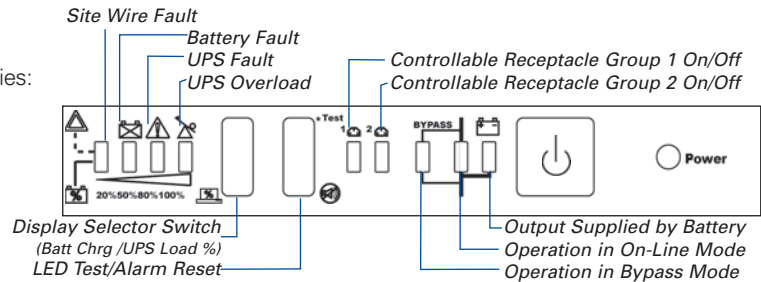 Site Wire Fault
Battery Fault
UPS Fault
UPS Overload
Controllable Receptacle Group 1 On/Off
Controllable Receptacle Group 2 On/Off
ies:
*Test
1 2
BYPASS
%
20%50%80%100%
%
Power
Display Selector Switch
(Batt Chrg /UPS Load %)
LED Test/Alarm Reset
Output Supplied by Battery
Operation in On-Line Mode
Operation in Bypass Mode